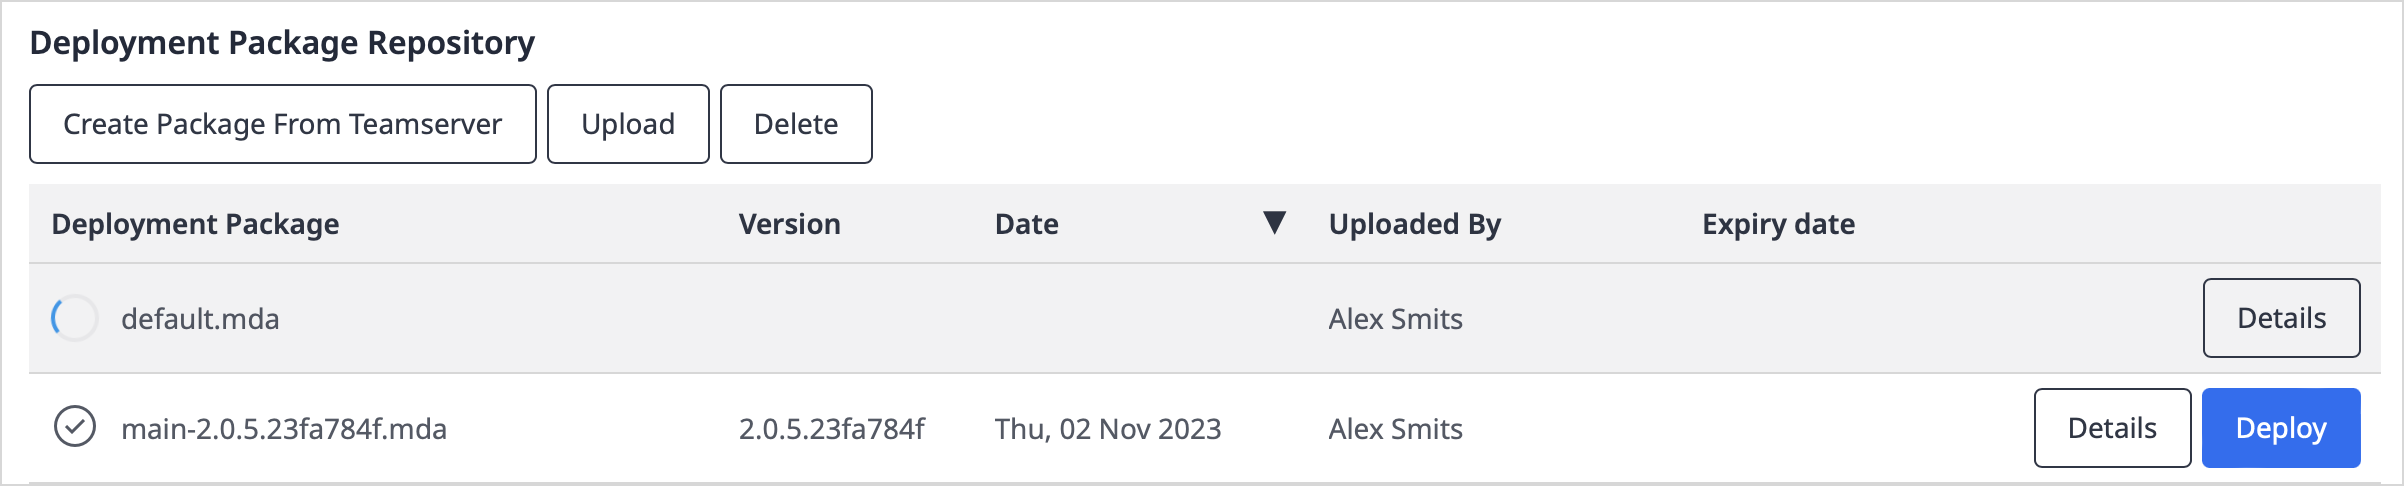 Deployment Package Repository
Create Package From Teamserver Upload Delete
Deployment Package Version Date Uploaded By Expiry date
default.mda Alex Smits Details
main-2.0.5.23fa784f.mda 2.0.5.23fa784f Thu, 02 Nov 2023 Alex Smits Details Deploy